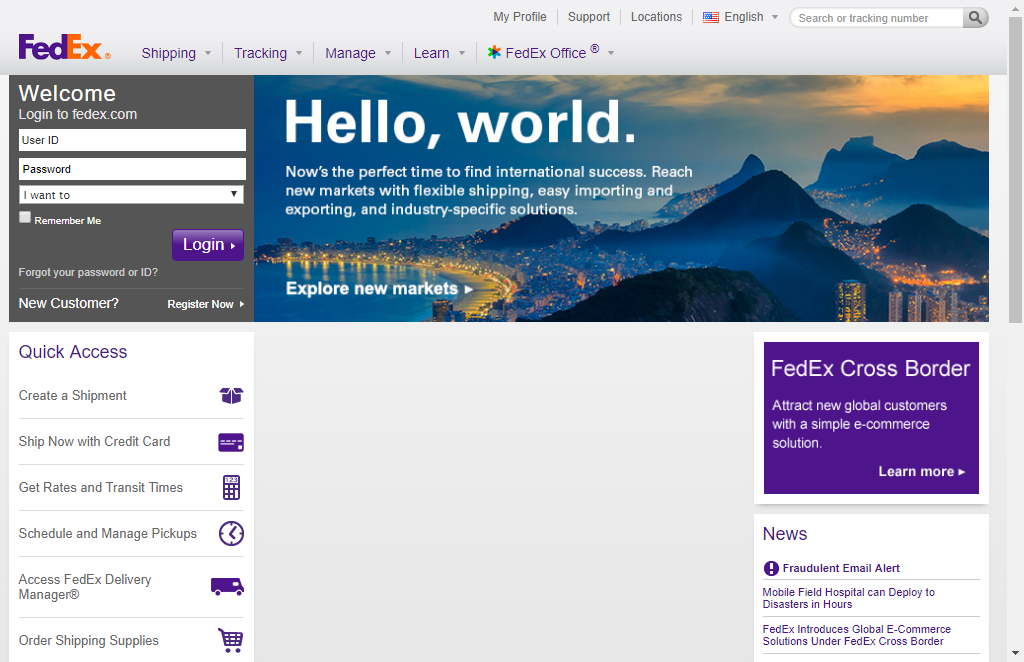 My Profile
Support
Locations
English
Search or tracking number
FedEx®
Shipping
Tracking
Manage
Learn
FedEx Office ®
Welcome
Login to fedex.com
User ID
Password
I want to
Remember Me
Login
Forgot your password or ID?
New Customer?
Register Now
Hello, world.
Now's the perfect time to find international success. Reach
new markets with flexible shipping, easy importing and
exporting, and industry-specific solutions.
Explore new markets
Quick Access
Create a Shipment
Ship Now with Credit Card
Get Rates and Transit Times
123
Schedule and Manage Pickups
Access FedEx Delivery
Manager®
Order Shipping Supplies
FedEx Cross Border
Attract new global customers
with a simple e-commerce
solution.
Learn more
News
Fraudulent Email Alert
Mobile Field Hospital can Deploy to
Disasters in Hours
FedEx Introduces Global E-Commerce
Solutions Under FedEx Cross Border